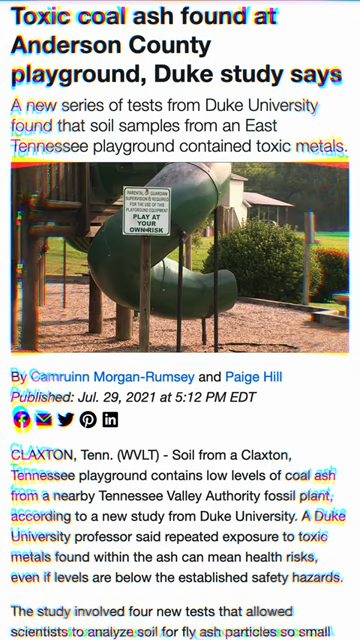 Toxic coal ash found at
Anderson County
playground, Duke study says
A new series of tests from Duke University
found that soil samples from an East
Tennessee playground contained toxic metals.
PARENTAL OR GUARDIAN
SUPERVISION IS REQUIRED
FOR THE USE OF THIS
PLAYGROUND EQUIPMENT
PLAY AT
YOUR
OWN RISK
By Camruinn Morgan-Rumsey and Paige Hill
Published: Jul. 29, 2021 at 5:12 PM EDT
CLAXTON, Tenn. (WVLT) - Soil from a Claxton,
Tennessee playground contains low levels of coal ash
from a nearby Tennessee Valley Authority fossil plant,
according to a new study from Duke University. A Duke
University professor said repeated exposure to toxic
metals found within the ash can mean health risks,
even if levels are below the established safety hazards.
The study involved four new tests that allowed
scientists to analyze soil for fly ash particles so small